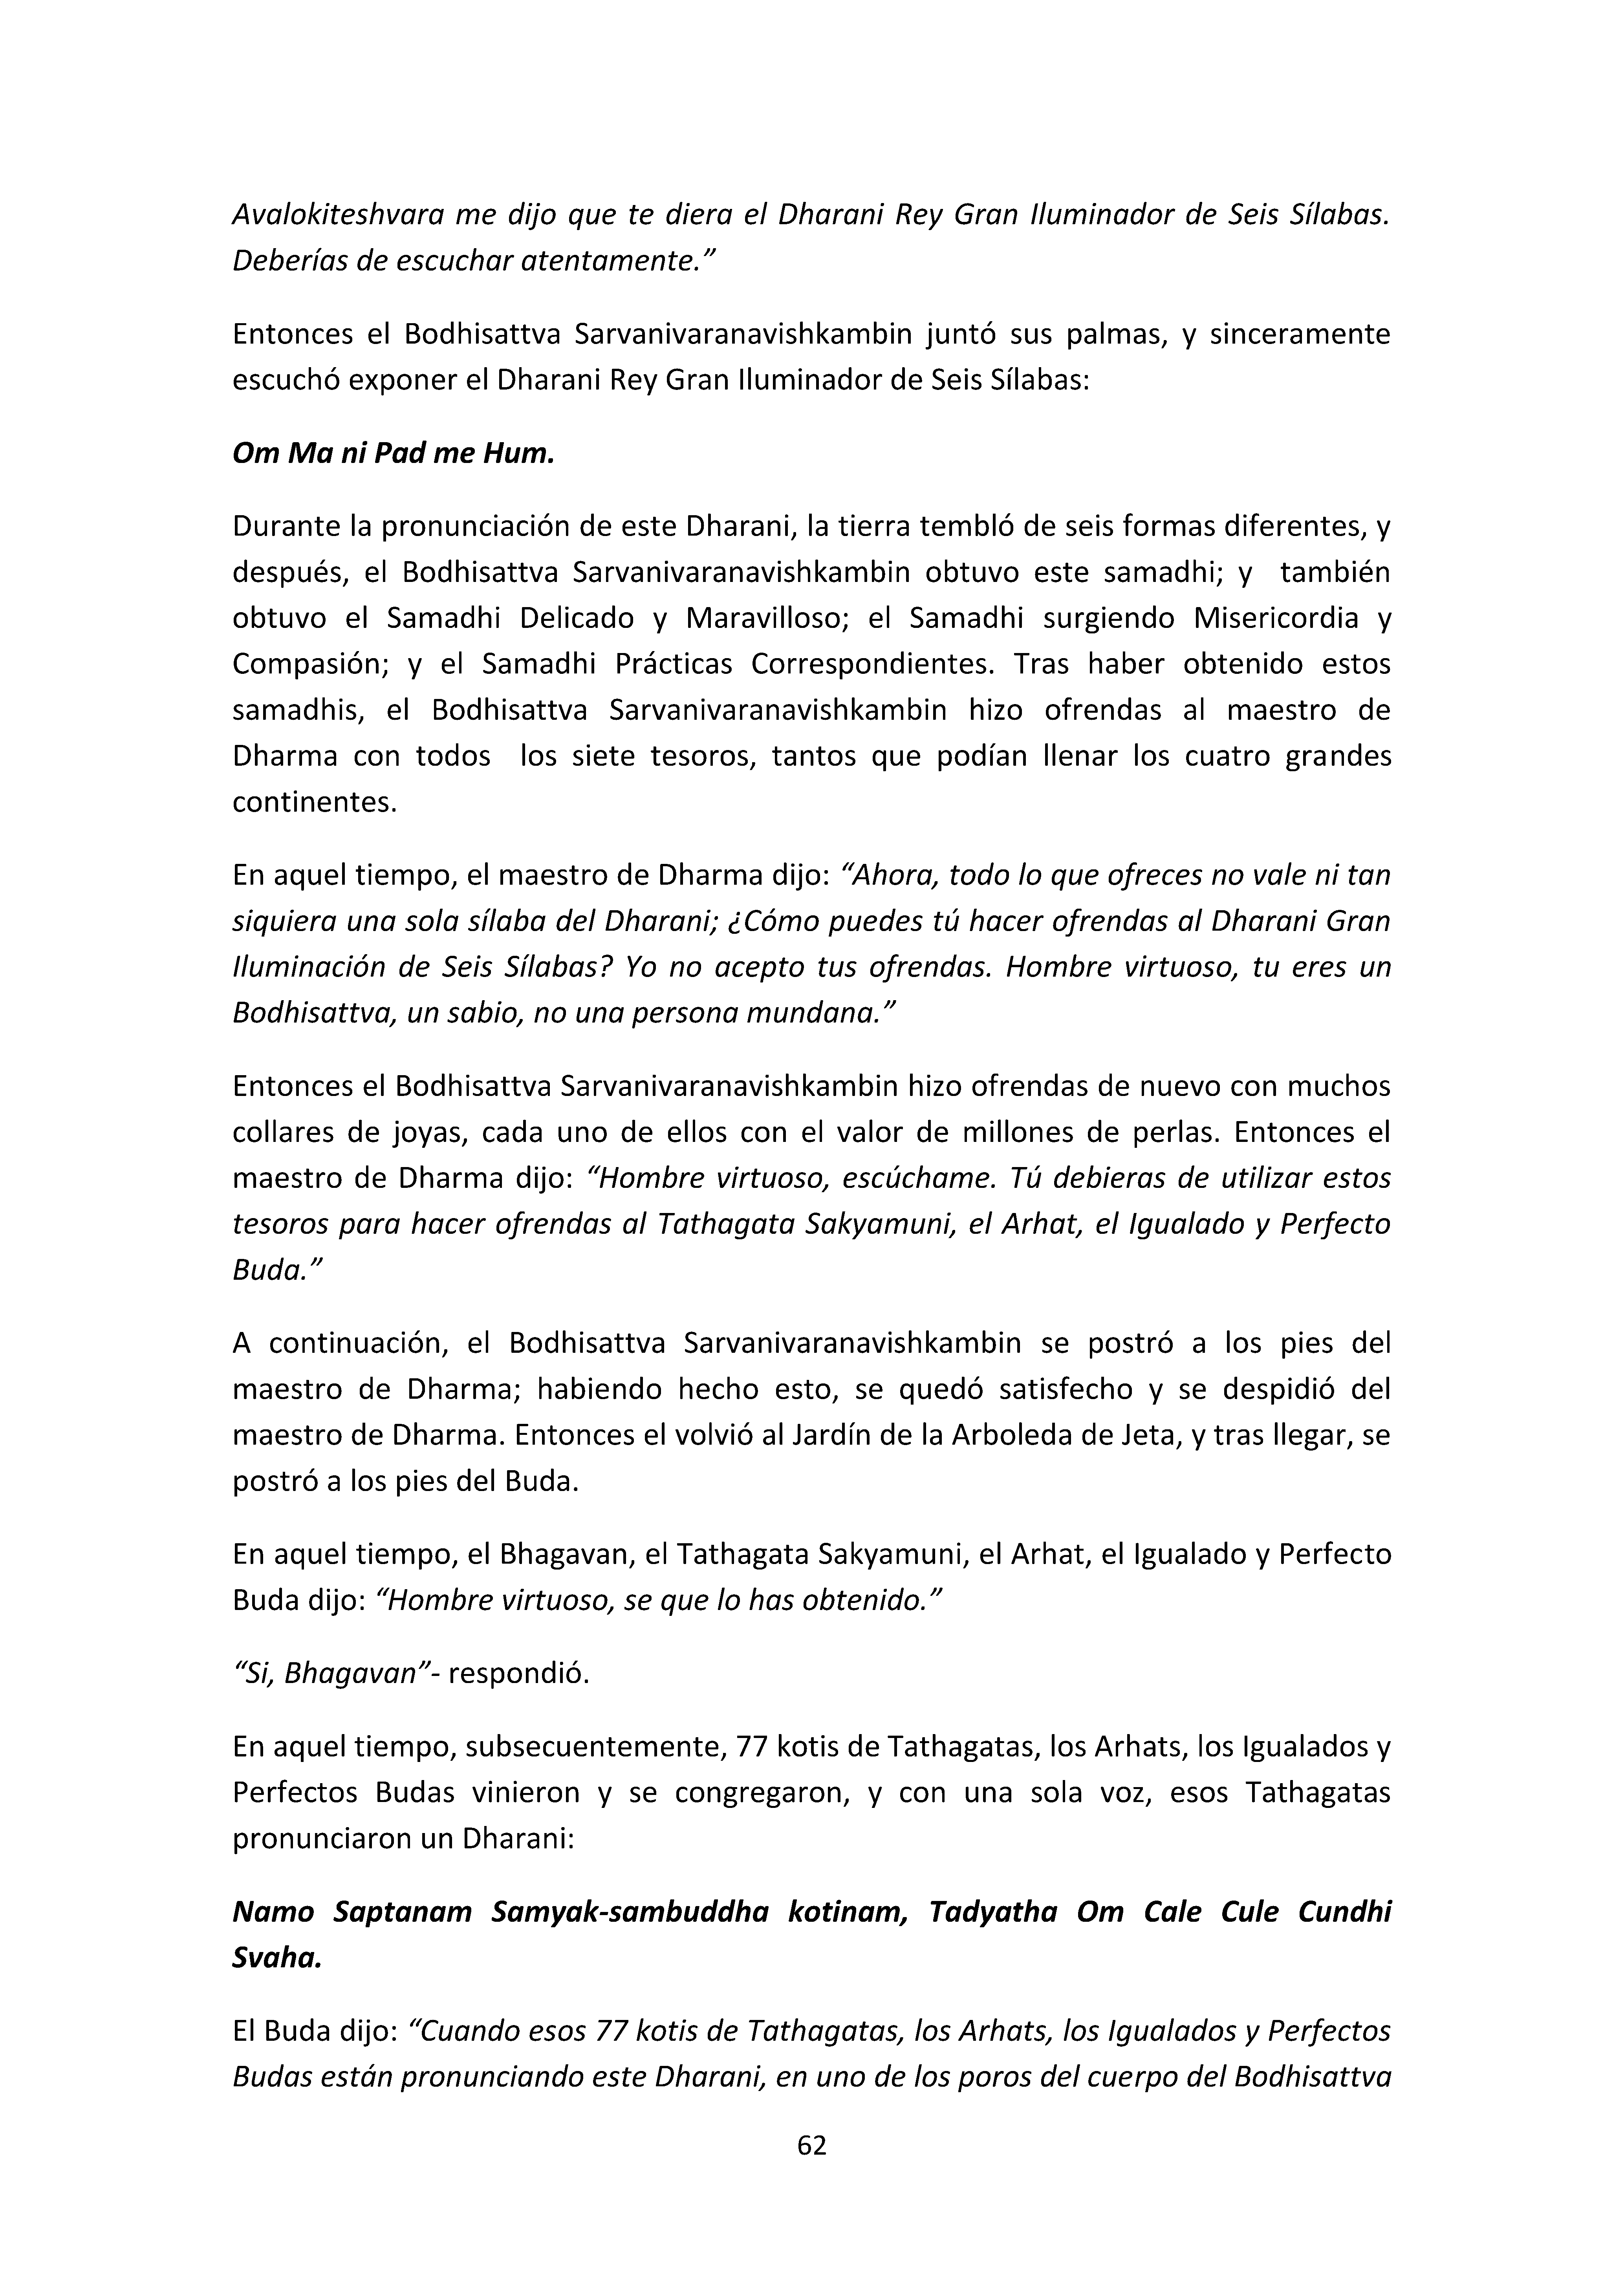 Avalokiteshvara me dijo que te diera el Dharani Rey Gran Iluminador de Seis Sílabas.
Deberías de escuchar atentamente.”
Entonces el Bodhisattva Sarvanivaranavishkambin juntó sus palmas, y sinceramente
escuchó exponer el Dharani Rey Gran Iluminador de Seis Sílabas:
Om Ma ni Pad me Hum.
Durante la pronunciación de este Dharani, la tierra tembló de seis formas diferentes, y
después, el Bodhisattva Sarvanivaranavishkambin obtuvo este samadhi; y también
obtuvo el Samadhi Delicado y Maravilloso; el Samadhi surgiendo Misericordia y
Compasión; y el Samadhi Prácticas Correspondientes. Tras haber obtenido estos
samadhis, el Bodhisattva Sarvanivaranavishkambin hizo ofrendas al maestro de
Dharma con todos los siete tesoros, tantos que podían llenar los cuatro grandes
continentes.
En aquel tiempo, el maestro de Dharma dijo: “Ahora, todo lo que ofreces no vale ni tan
siquiera una sola sílaba del Dharani; ¿Cómo puedes tú hacer ofrendas al Dharani Gran
Iluminación de Seis Sílabas? Yo no acepto tus ofrendas. Hombre virtuoso, tu eres un
Bodhisattva, un sabio, no una persona mundana.”
Entonces el Bodhisattva Sarvanivaranavishkambin hizo ofrendas de nuevo con muchos
collares de joyas, cada uno de ellos con el valor de millones de perlas. Entonces el
maestro de Dharma dijo: “Hombre virtuoso, escúchame. Tú debieras de utilizar estos
tesoros para hacer ofrendas al Tathagata Sakyamuni, el Arhat, el Igualado y Perfecto
Buda.”
A continuación, el Bodhisattva Sarvanivaranavishkambin se postró a los pies del
maestro de Dharma; habiendo hecho esto, se quedó satisfecho y se despidió del
maestro de Dharma. Entonces el volvió al Jardín de la Arboleda de Jeta, y tras llegar, se
postró a los pies del Buda.
En aquel tiempo, el Bhagavan, el Tathagata Sakyamuni, el Arhat, el Igualado y Perfecto
Buda dijo: “Hombre virtuoso, se que lo has obtenido.”
“Si, Bhagavan”- respondió.
En aquel tiempo, subsecuentemente, 77 kotis de Tathagatas, los Arhats, los Igualados y
Perfectos Budas vinieron y se congregaron, y con una sola voz, esos Tathagatas
pronunciaron un Dharani:
Namo Saptanam Samyak-sambuddha kotinam, Tadyatha Om Cale Cule Cundhi
Svaha.
El Buda dijo: “Cuando esos 77 kotis de Tathagatas, los Arhats, los Igualados y Perfectos
Budas están pronunciando este Dharani, en uno de los poros del cuerpo del Bodhisattva
62